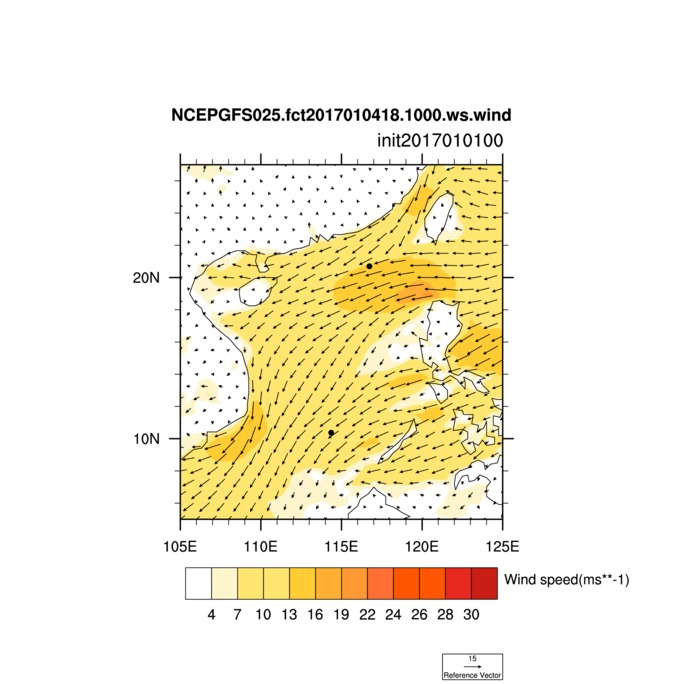 NCEPGFS025.fct2017010418.1000.ws.wind
init2017010100
20N
10N
105E 110E 115E 120E 125E
Wind speed(ms**-1)
4 7 10 13 16 19 22 24 26 28 30
15
Reference Vector